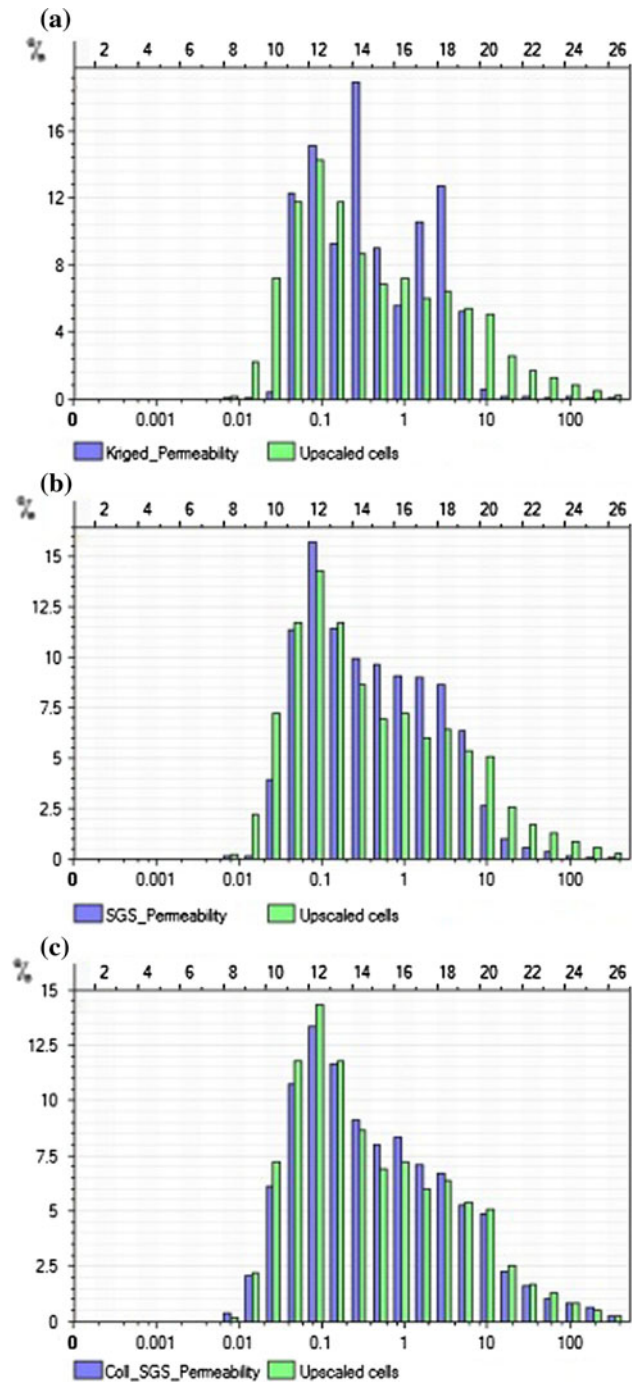 (a)
%
2 4 6 8 10 12 14 16 18 20 22 24 26
16
12
8
4
0
0 0.001 0.01 0.1 1 10 100
Kriged_Permeability Upscaled cells
(b)
%
2 4 6 8 10 12 14 16 18 20 22 24 26
15
12.5
10
7.5
5
2.5
0
0 0.001 0.01 0.1 1 10 100
SGS_Permeability Upscaled cells
(c)
%
2 4 6 8 10 12 14 16 18 20 22 24 26
15
12.5
10
7.5
5
2.5
0
0 0.001 0.01 0.1 1 10 100
Coll_SGS_Permeability Upscaled cells